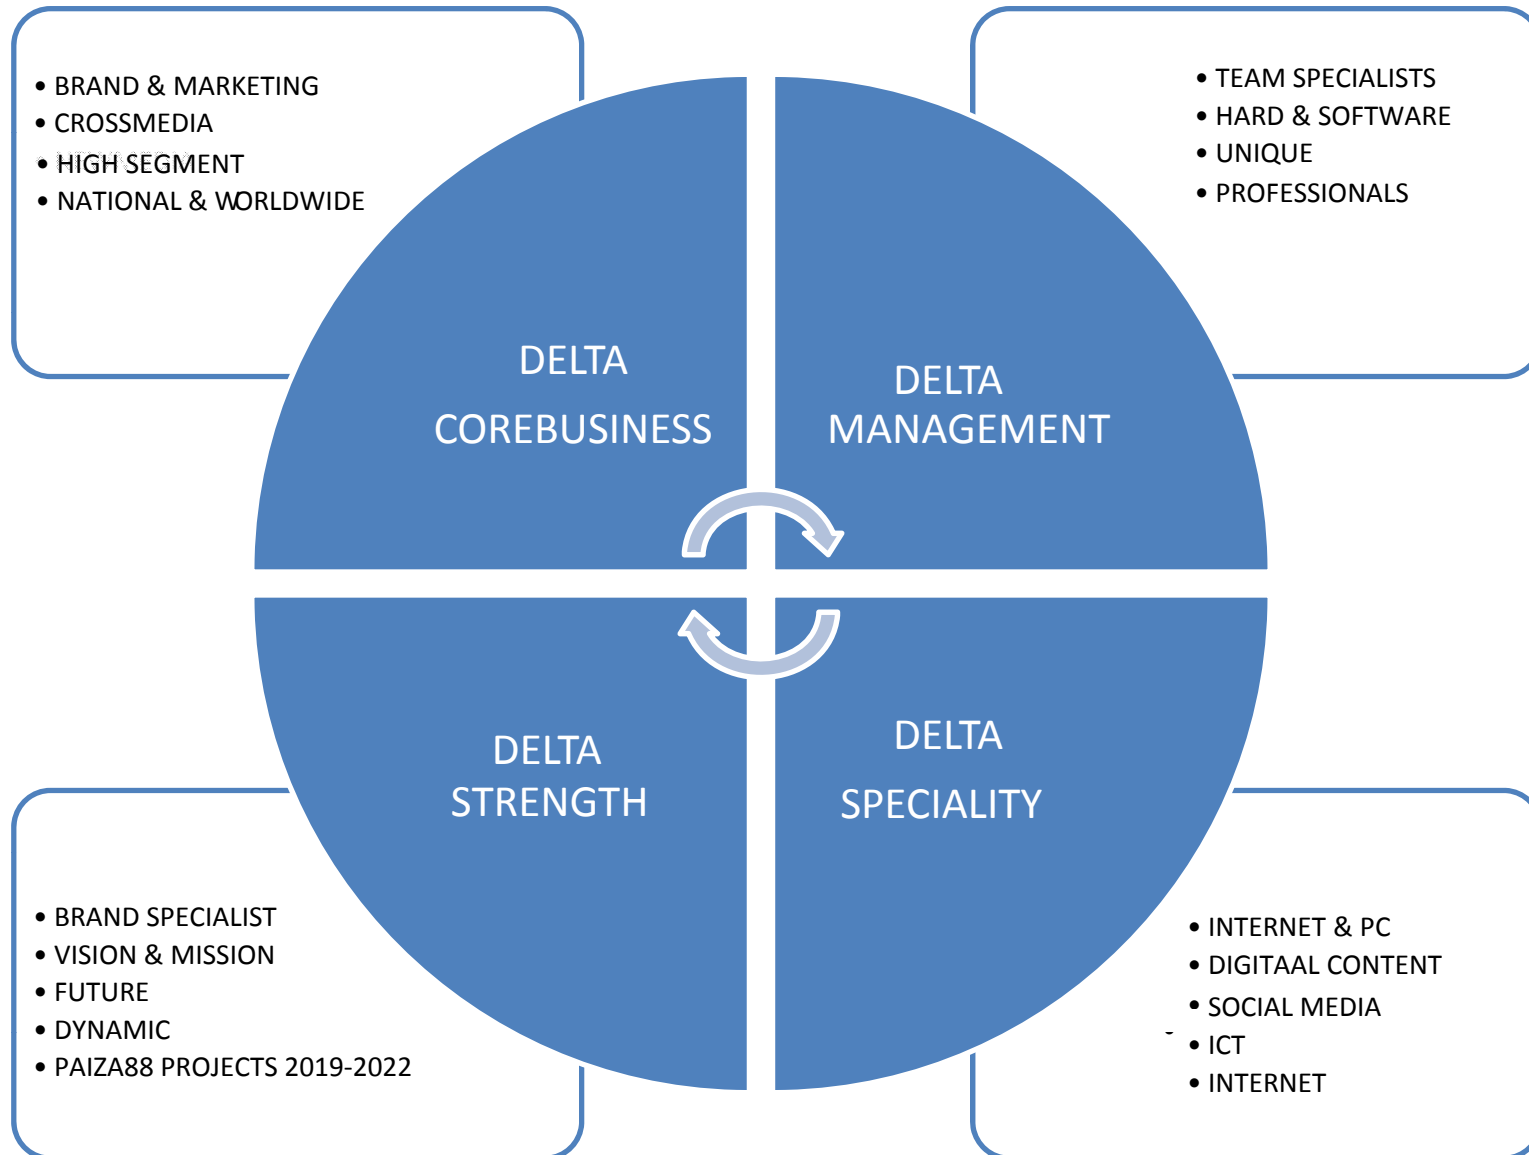 • BRAND & MARKETING
• CROSSMEDIA
• HIGH SEGMENT
• NATIONAL & WORLDWIDE
• TEAM SPECIALISTS
• HARD & SOFTWARE
• UNIQUE
• PROFESSIONALS
DELTA
COREBUSINESS
DELTA
MANAGEMENT
DELTA
STRENGTH
DELTA
SPECIALITY
• BRAND SPECIALIST
• VISION & MISSION
• FUTURE
• DYNAMIC
• PAIZA88 PROJECTS 2019-2022
• INTERNET & PC
• DIGITAAL CONTENT
• SOCIAL MEDIA
• ICT
• INTERNET